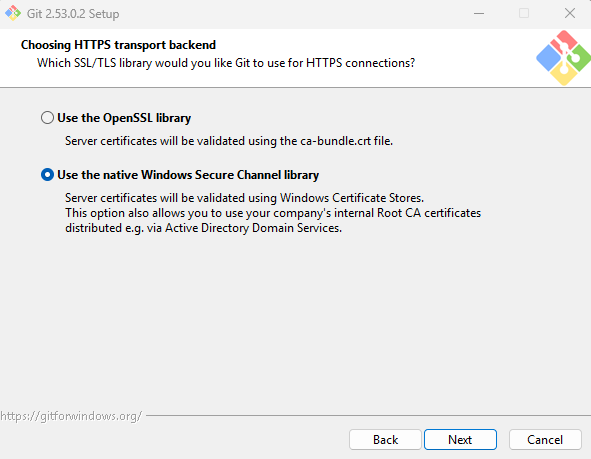 Git 2.53.0.2 Setup
Choosing HTTPS transport backend
Which SSL/TLS library would you like Git to use for HTTPS connections?
Use the OpenSSL library
Server certificates will be validated using the ca-bundle.crt file.
Use the native Windows Secure Channel library
Server certificates will be validated using Windows Certificate Stores.
This option also allows you to use your company's internal Root CA certificates
distributed e.g. via Active Directory Domain Services.
https://gitforwindows.org/
Back Next Cancel